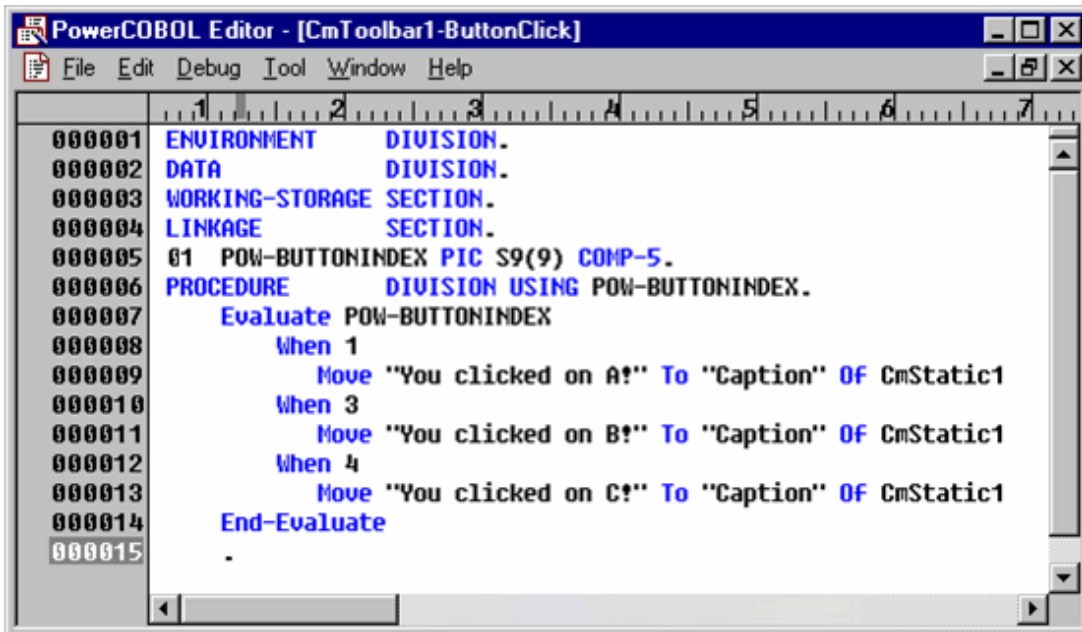 PowerCOBOL Editor - [CmToolbar1-ButtonClick]
File Edit Debug Tool Window Help
1 2 3 4 5 6 7
000001 ENVIRONMENT DIVISION.
000002 DATA DIVISION.
000003 WORKING-STORAGE SECTION.
000004 LINKAGE SECTION.
000005 01 POW-BUTTONINDEX PIC S9(9) COMP-5.
000006 PROCEDURE DIVISION USING POW-BUTTONINDEX.
000007 Evaluate POW-BUTTONINDEX
000008 When 1
000009 Move "You clicked on A!" To "Caption" Of CmStatic1
000010 When 3
000011 Move "You clicked on B!" To "Caption" Of CmStatic1
000012 When 4
000013 Move "You clicked on C!" To "Caption" Of CmStatic1
000014 End-Evaluate
000015 .